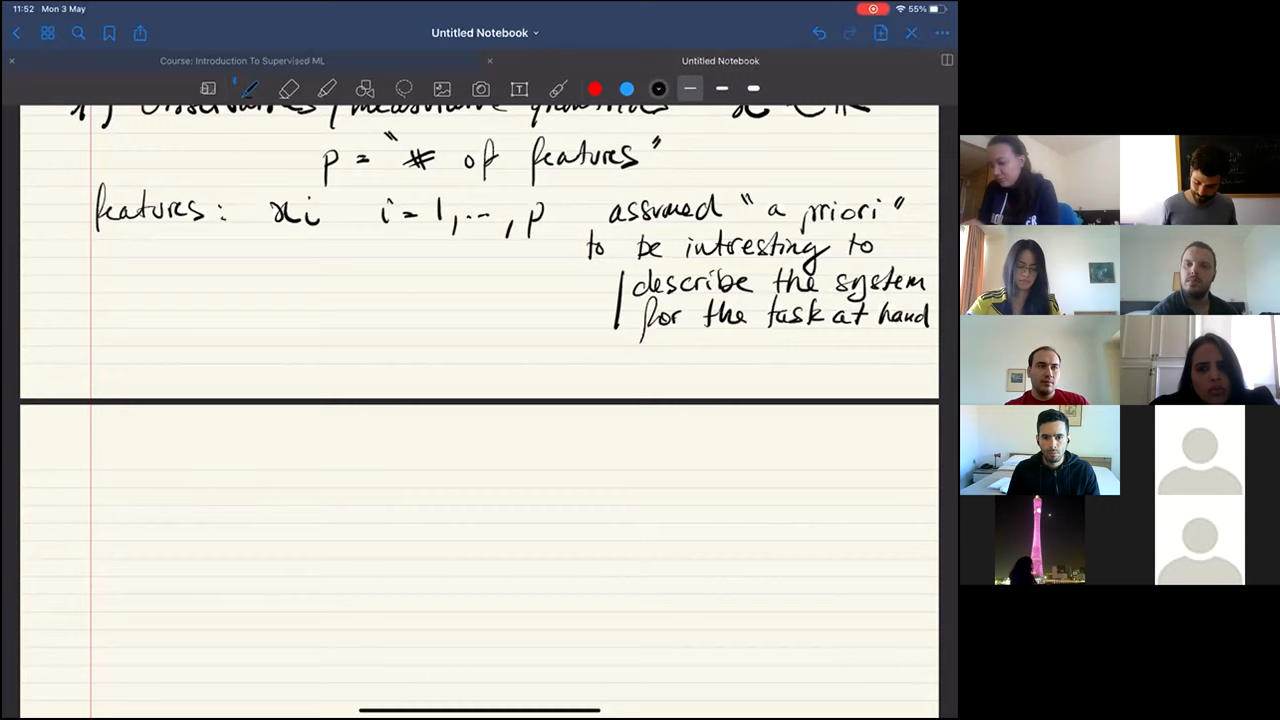 11:52 Mon 3 May
55%
Untitled Notebook
Course: Introduction To Supervised ML
Untitled Notebook
p = "# of features"
features: xi i = 1, ..., p assumed "a priori"
to be intresting to
describe the system
for the task at hand